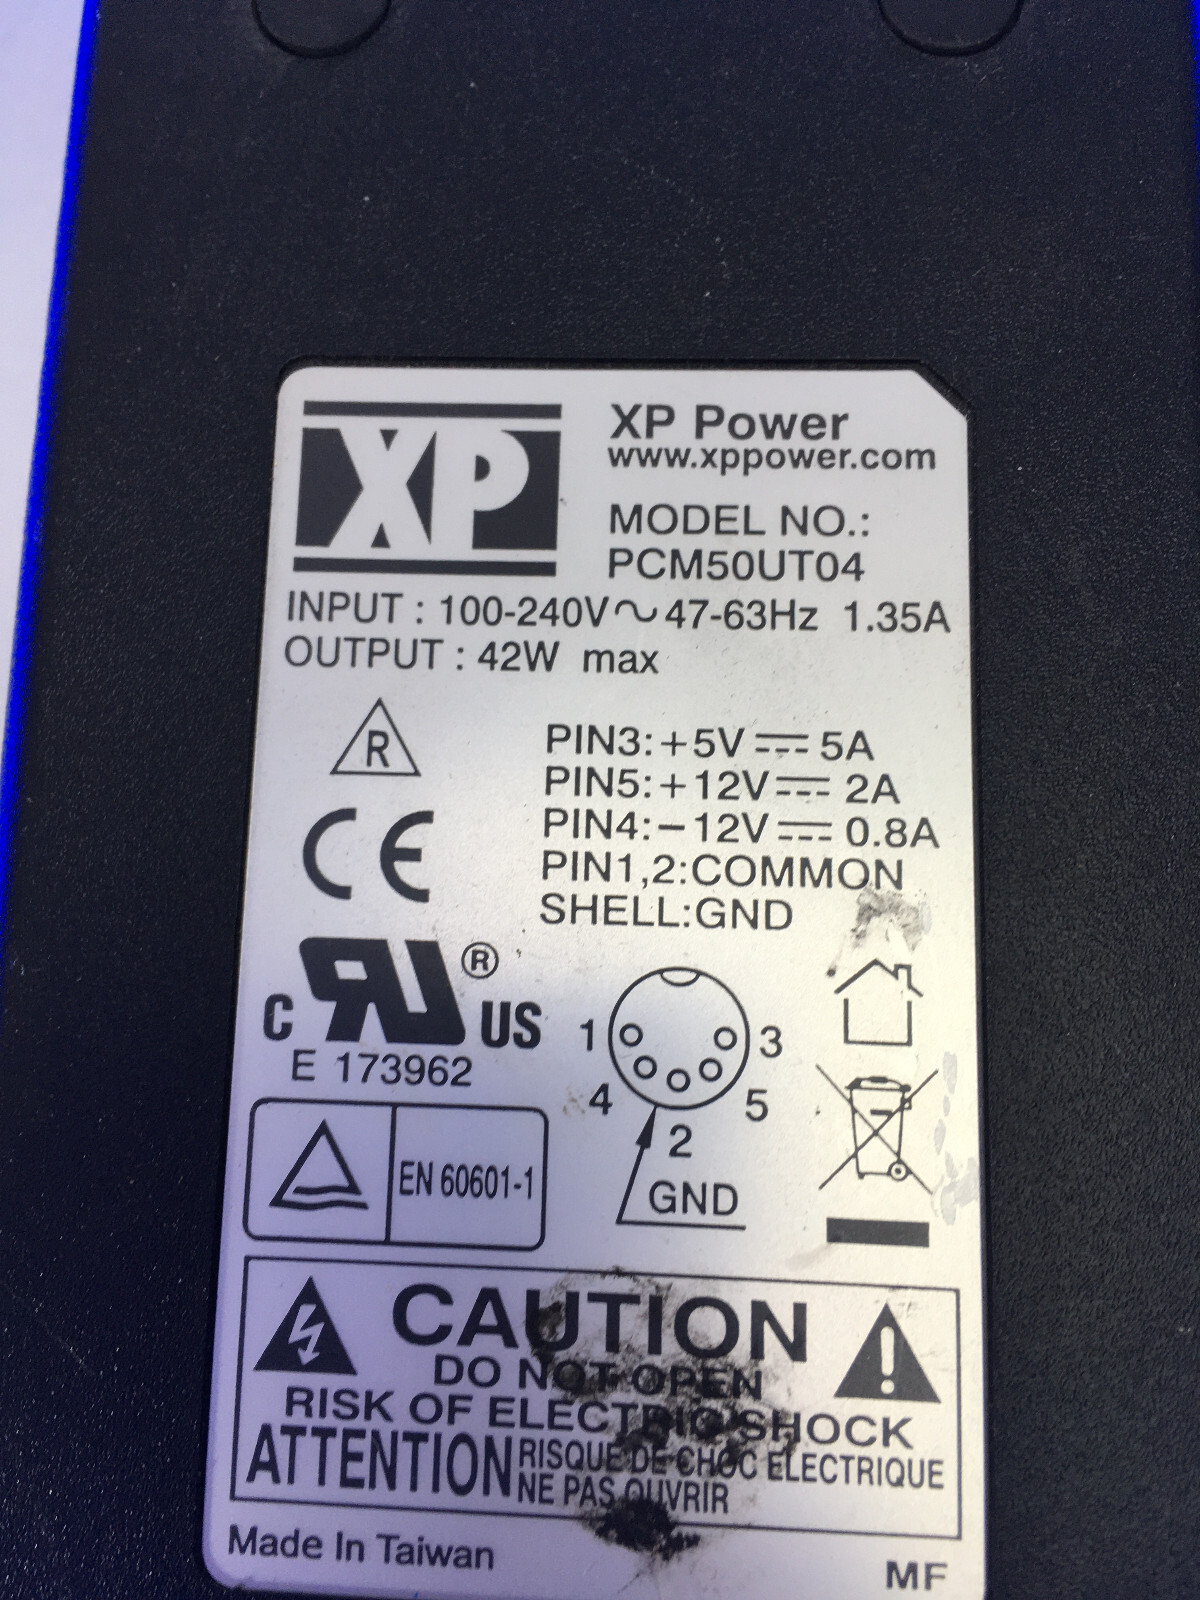 XP
XP Power
www.xppower.com
MODEL NO.:
PCM50UT04
INPUT : 100-240V∿47-63Hz 1.35A
OUTPUT : 42W max
R
PIN3:+5V⎓5A
PIN5:+12V⎓2A
PIN4:−12V⎓0.8A
PIN1,2:COMMON
SHELL:GND
CE
C RU ® US
E 173962
1 3
4 5
2
GND
EN 60601-1
CAUTION
DO NOT OPEN
RISK OF ELECTRIC SHOCK
ATTENTION RISQUE DE CHOC ELECTRIQUE
NE PAS OUVRIR
Made In Taiwan
MF